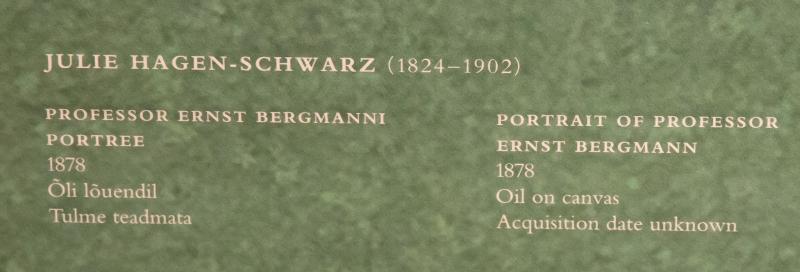 JULIE HAGEN-SCHWARZ (1824–1902)
PROFESSOR ERNST BERGMANNI
PORTREE
1878
Õli lõuendil
Tulme teadmata
PORTRAIT OF PROFESSOR
ERNST BERGMANN
1878
Oil on canvas
Acquisition date unknown